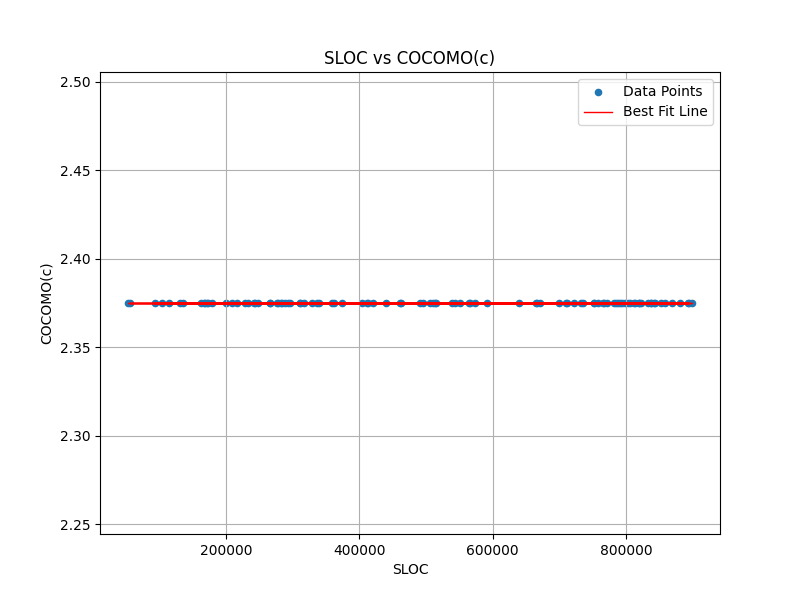 SLOC vs COCOMO(c)
Data Points
Best Fit Line
2.50
2.45
2.40
2.35
2.30
2.25
COCOMO(c)
200000 400000 600000 800000
SLOC